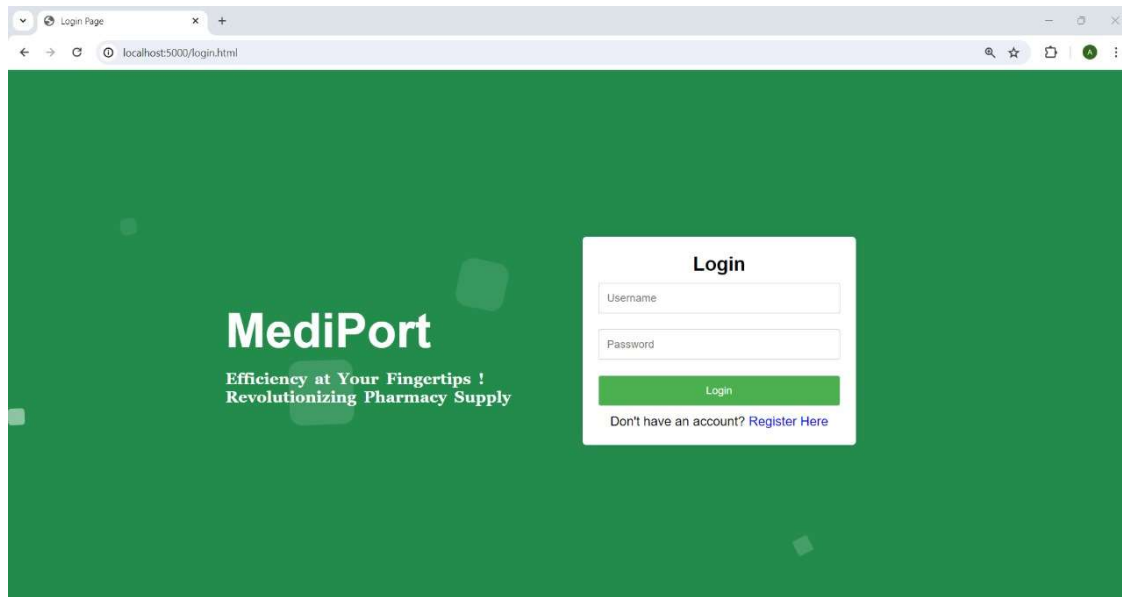 Login Page
localhost:5000/login.html
A
MediPort
Efficiency at Your Fingertips !
Revolutionizing Pharmacy Supply
Login
Username
Password
Login
Don't have an account? Register Here